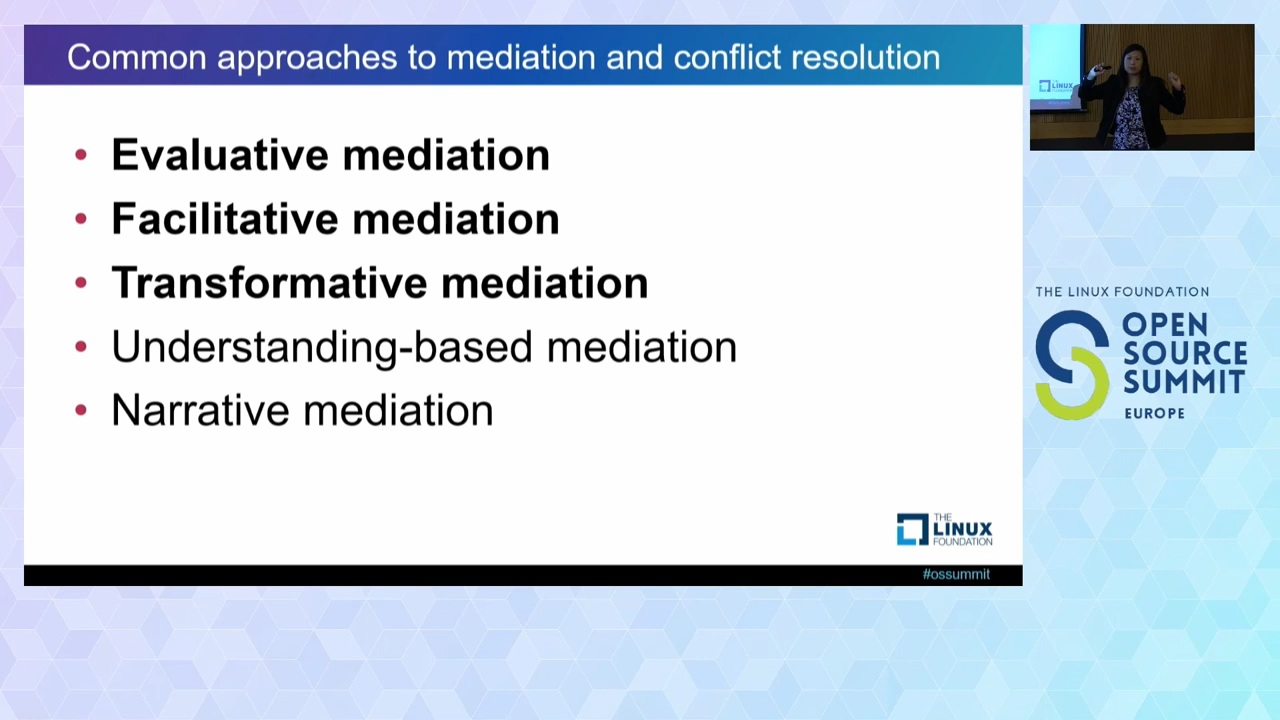 Common approaches to mediation and conflict resolution
• Evaluative mediation
• Facilitative mediation
• Transformative mediation
• Understanding-based mediation
• Narrative mediation
THE
LINUX
FOUNDATION
#ossummit
LINUX
THE LINUX FOUNDATION
OPEN
SOURCE
SUMMIT
EUROPE